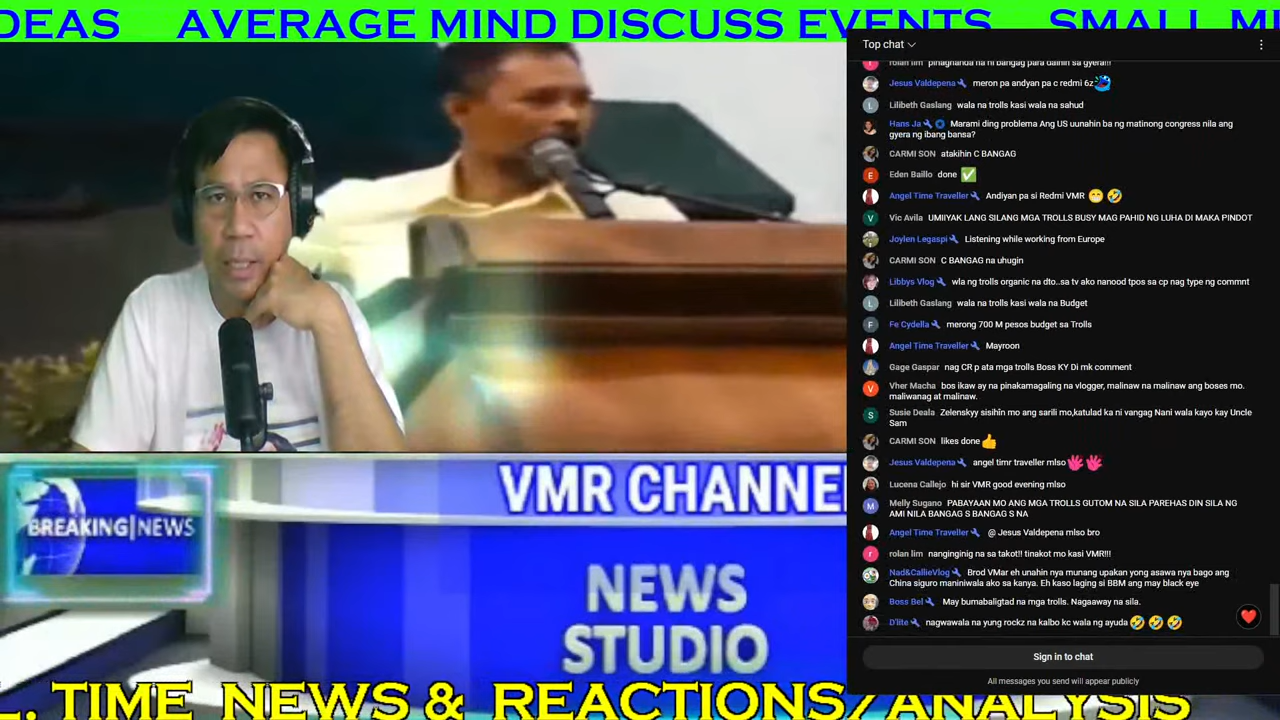 DEAS AVERAGE MIND DISCUSS EVENTS SMALL MI
Top chat
rolan lim pinaghanda na ni bangag para dalhin sa gyera!!!
Jesus Valdepena meron pa andyan pa c redmi 6z
Lilibeth Gaslang wala na trolls kasi wala na sahud
Hans Ja Marami ding problema Ang US uunahin ba ng matinong congress nila ang
gyera ng ibang bansa?
CARMI SON atakihin C BANGAG
Eden Baillo done
Angel Time Traveller Andiyan pa si Redmi VMR
Vic Avila UMIIYAK LANG SILANG MGA TROLLS BUSY MAG PAHID NG LUHA DI MAKA PINDOT
Joylen Legaspi Listening while working from Europe
CARMI SON C BANGAG na uhugin
Libbys Vlog wla ng trolls organic na dto..sa tv ako nanood tpos sa cp nag type ng commnt
Lilibeth Gaslang wala na trolls kasi wala na Budget
Fe Cydella merong 700 M pesos budget sa Trolls
Angel Time Traveller Mayroon
Gage Gaspar nag CR p ata mga trolls Boss KY Di mk comment
Vher Macha bos ikaw ay na pinakamagaling na vlogger, malinaw na malinaw ang boses mo.
maliwanag at malinaw.
Susie Deala Zelenskyy sisihin mo ang sarili mo,katulad ka ni vangag Nani wala kayo kay Uncle
Sam
CARMI SON likes done
Jesus Valdepena angel timr traveller mlso
Lucena Callejo hi sir VMR good evening mlso
Melly Sugano PABAYAAN MO ANG MGA TROLLS GUTOM NA SILA PAREHAS DIN SILA NG
AMI NILA BANGAG S BANGAG S NA
Angel Time Traveller @ Jesus Valdepena mlso bro
rolan lim nanginginig na sa takot!! tinakot mo kasi VMR!!!
Nad&CallieVlog Brod VMar eh unahin nya munang upakan yong asawa nya bago ang
China siguro maniniwala ako sa kanya. Eh kaso laging si BBM ang may black eye
Boss Bel May bumabaligtad na mga trolls. Nagaaway na sila.
D'lite nagwawala na yung rockz na kalbo kc wala ng ayuda
Sign in to chat
All messages you send will appear publicly
BREAKING|NEWS
VMR CHANNE
NEWS
STUDIO
L. TIME NEWS & REACTIONS/ANALYSIS